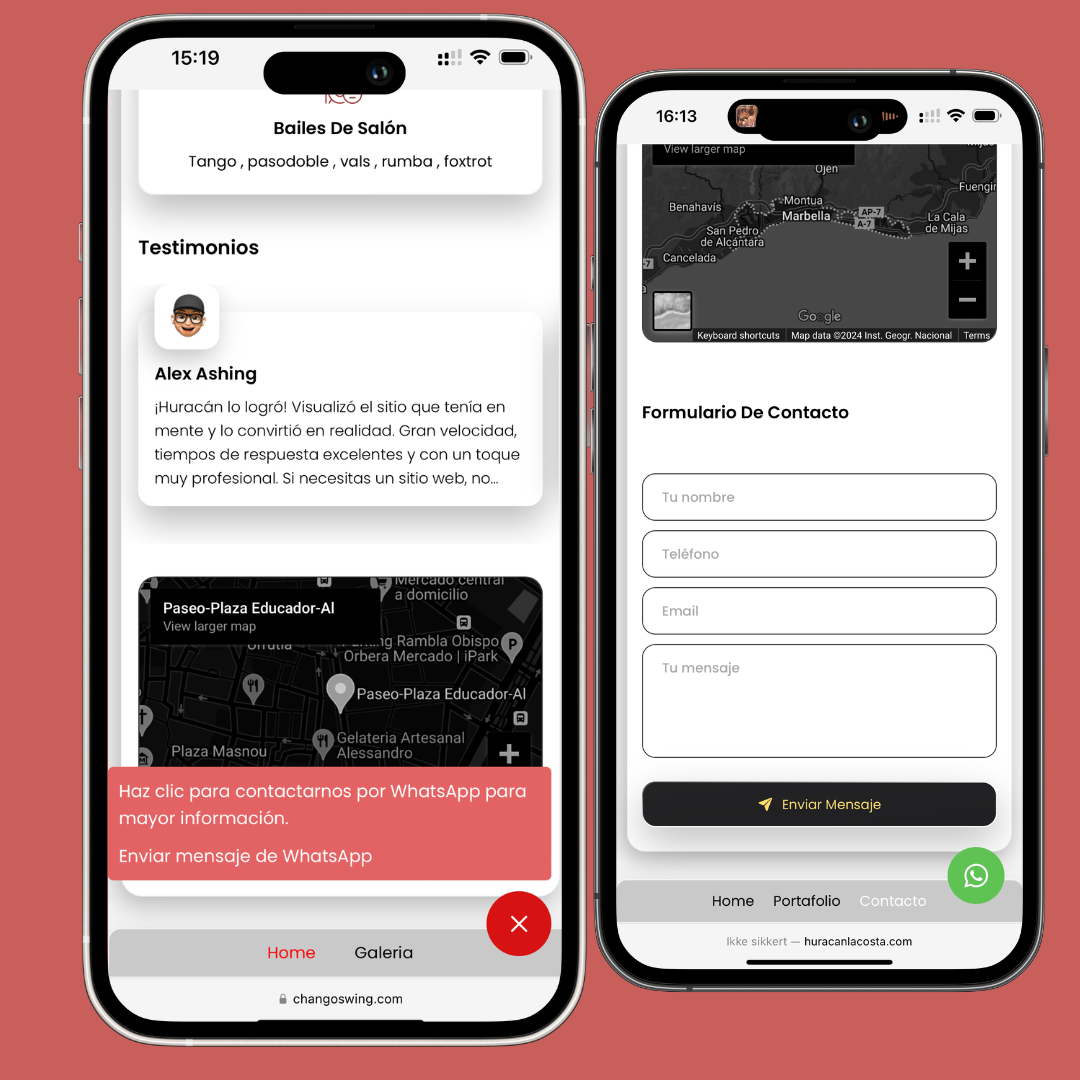 15:19
Bailes De Salón
Tango , pasodoble , vals , rumba , foxtrot
Testimonios
Alex Ashing
¡Huracán lo logró! Visualizó el sitio que tenía en
mente y lo convirtió en realidad. Gran velocidad,
tiempos de respuesta excelentes y con un toque
muy profesional. Si necesitas un sitio web, no...
Mercado central
a domicilio
Paseo-Plaza Educador-Al
View larger map
Urrutia
Parking Rambla Obispo
Orbera Mercado | iPark
P
Paseo-Plaza Educador-Al
Gelateria Artesanal
Alessandro
Plaza Masnou
Haz clic para contactarnos por WhatsApp para
mayor información.
Enviar mensaje de WhatsApp
Home
Galeria
changoswing.com
16:13
View larger map
Mijas
Ojén
Fuengir
Benahavís
Montua
Marbella
AP-7
A-7
La Cala
de Mijas
San Pedro
de Alcántara
Cancelada
-7
Google
Keyboard shortcuts
Map data ©2024 Inst. Geogr. Nacional
Terms
Formulario De Contacto
Tu nombre
Teléfono
Email
Tu mensaje
Enviar Mensaje
Home
Portafolio
Contacto
Ikke sikkert — huracanlacosta.com